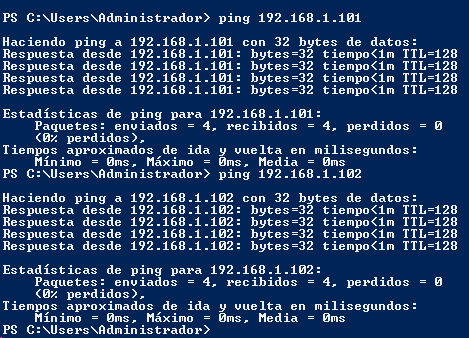 PS C:\Users\Administrador> ping 192.168.1.101
Haciendo ping a 192.168.1.101 con 32 bytes de datos:
Respuesta desde 192.168.1.101: bytes=32 tiempo<1m TTL=128
Respuesta desde 192.168.1.101: bytes=32 tiempo<1m TTL=128
Respuesta desde 192.168.1.101: bytes=32 tiempo<1m TTL=128
Respuesta desde 192.168.1.101: bytes=32 tiempo<1m TTL=128
Estadísticas de ping para 192.168.1.101:
Paquetes: enviados = 4, recibidos = 4, perdidos = 0
(0% perdidos),
Tiempos aproximados de ida y vuelta en milisegundos:
Mínimo = 0ms, Máximo = 0ms, Media = 0ms
PS C:\Users\Administrador> ping 192.168.1.102
Haciendo ping a 192.168.1.102 con 32 bytes de datos:
Respuesta desde 192.168.1.102: bytes=32 tiempo<1m TTL=128
Respuesta desde 192.168.1.102: bytes=32 tiempo<1m TTL=128
Respuesta desde 192.168.1.102: bytes=32 tiempo<1m TTL=128
Respuesta desde 192.168.1.102: bytes=32 tiempo<1m TTL=128
Estadísticas de ping para 192.168.1.102:
Paquetes: enviados = 4, recibidos = 4, perdidos = 0
(0% perdidos),
Tiempos aproximados de ida y vuelta en milisegundos:
Mínimo = 0ms, Máximo = 0ms, Media = 0ms
PS C:\Users\Administrador>